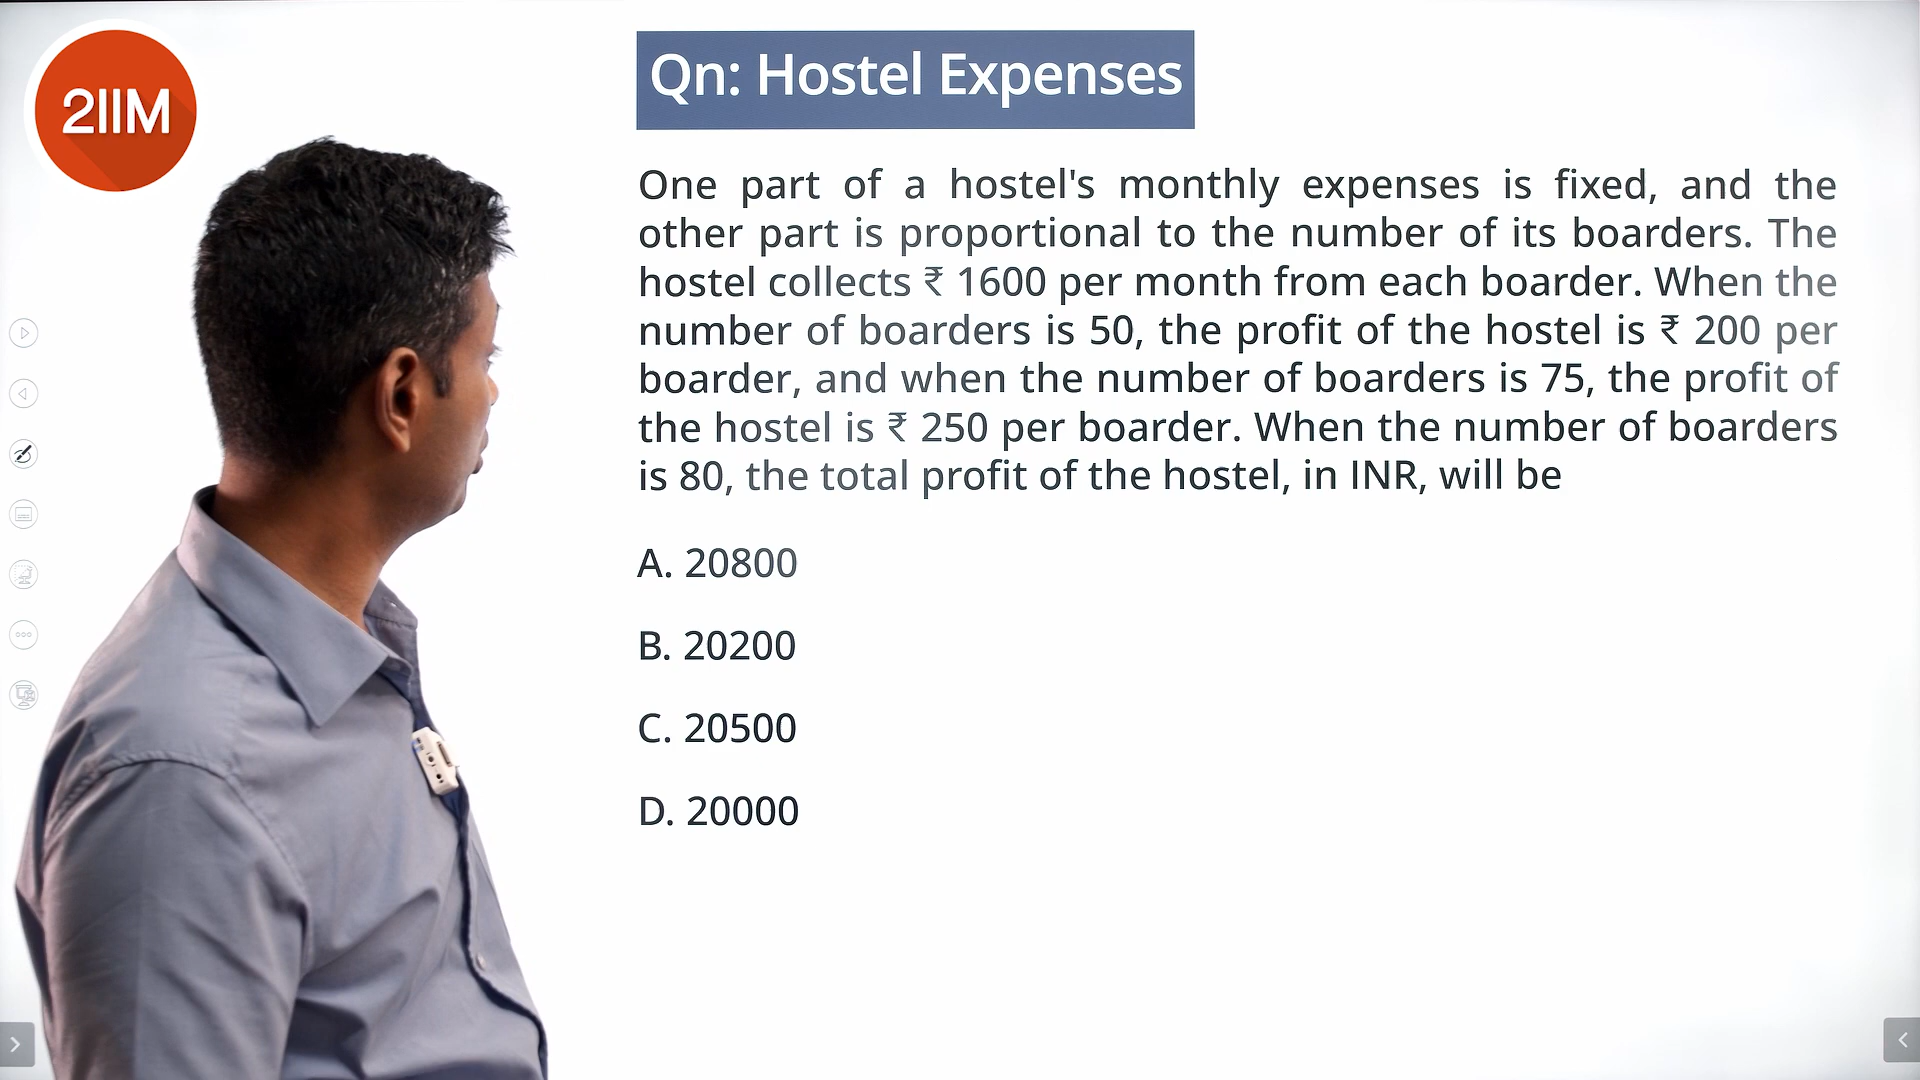 2IIM
Qn: Hostel Expenses
One part of a hostel's monthly expenses is fixed, and the
other part is proportional to the number of its boarders. The
hostel collects ₹ 1600 per month from each boarder. When the
number of boarders is 50, the profit of the hostel is ₹ 200 per
boarder, and when the number of boarders is 75, the profit of
the hostel is ₹ 250 per boarder. When the number of boarders
is 80, the total profit of the hostel, in INR, will be
A. 20800
B. 20200
C. 20500
D. 20000